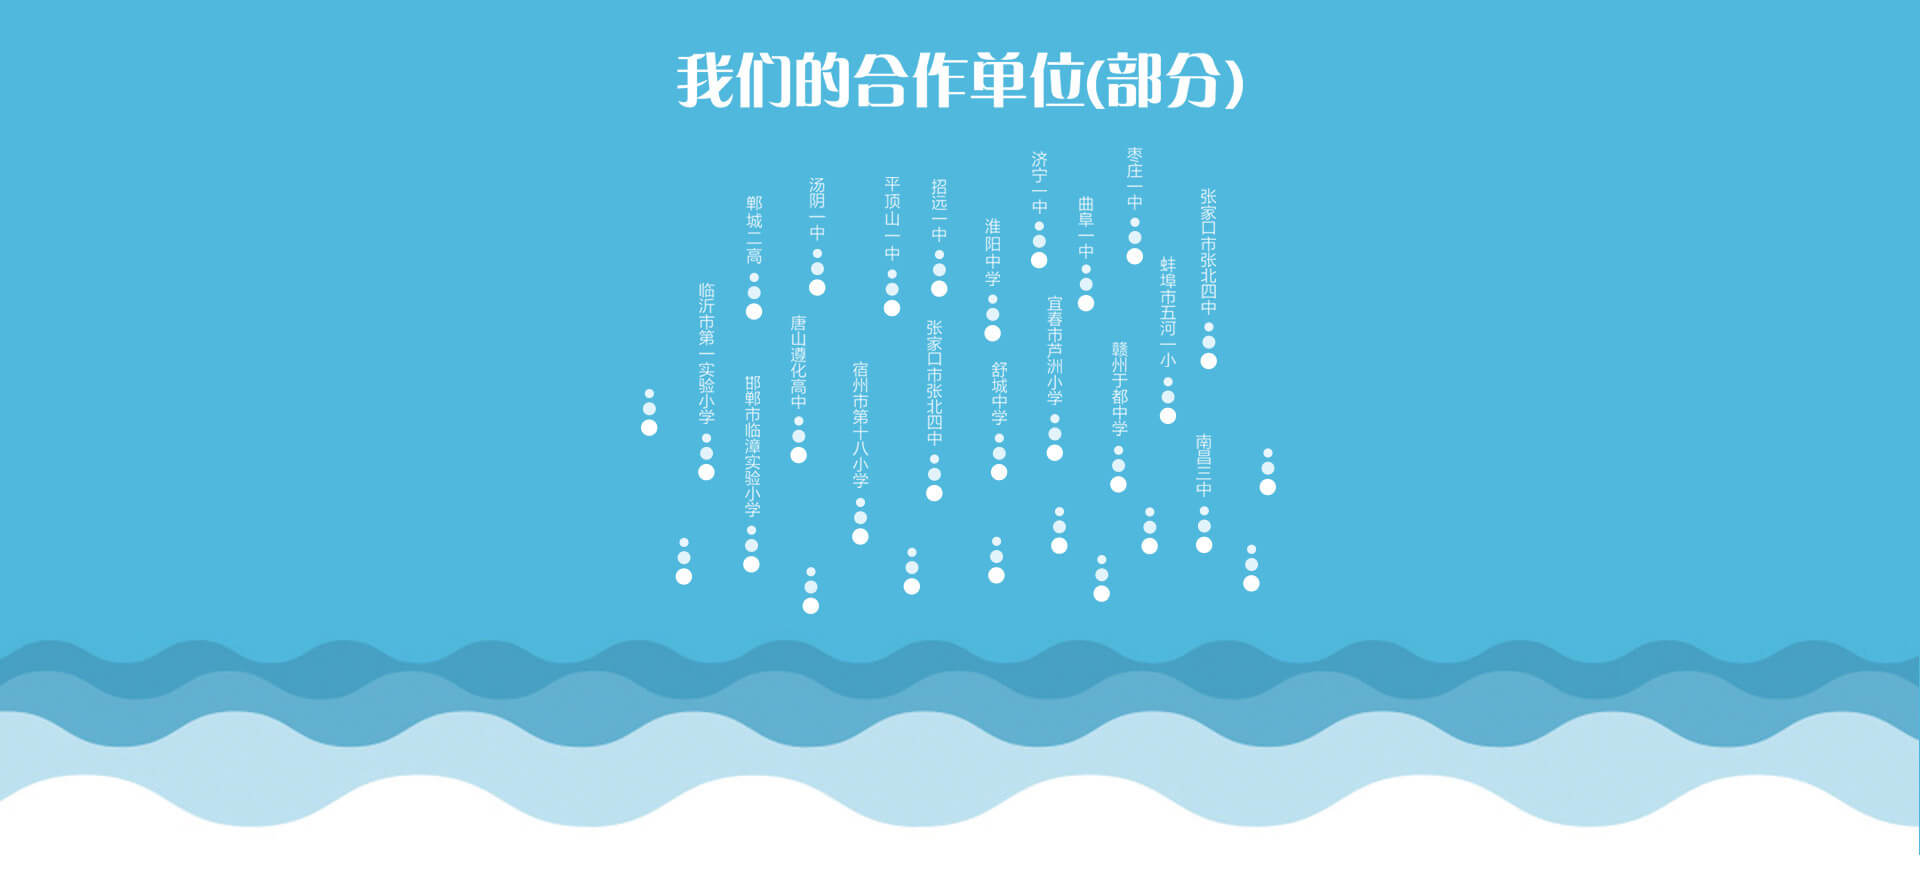 我们的合作单位(部分)
临沂市第一实验小学
郸城二高
邯郸市临漳实验小学
唐山遵化高中
汤阴一中
宿州市第十八小学
平顶山一中
张家口市张北四中
招远一中
淮阳中学
舒城中学
济宁一中
宜春市芦洲小学
曲阜一中
赣州于都中学
枣庄一中
蚌埠市五河一小
南昌三中
张家口市张北四中